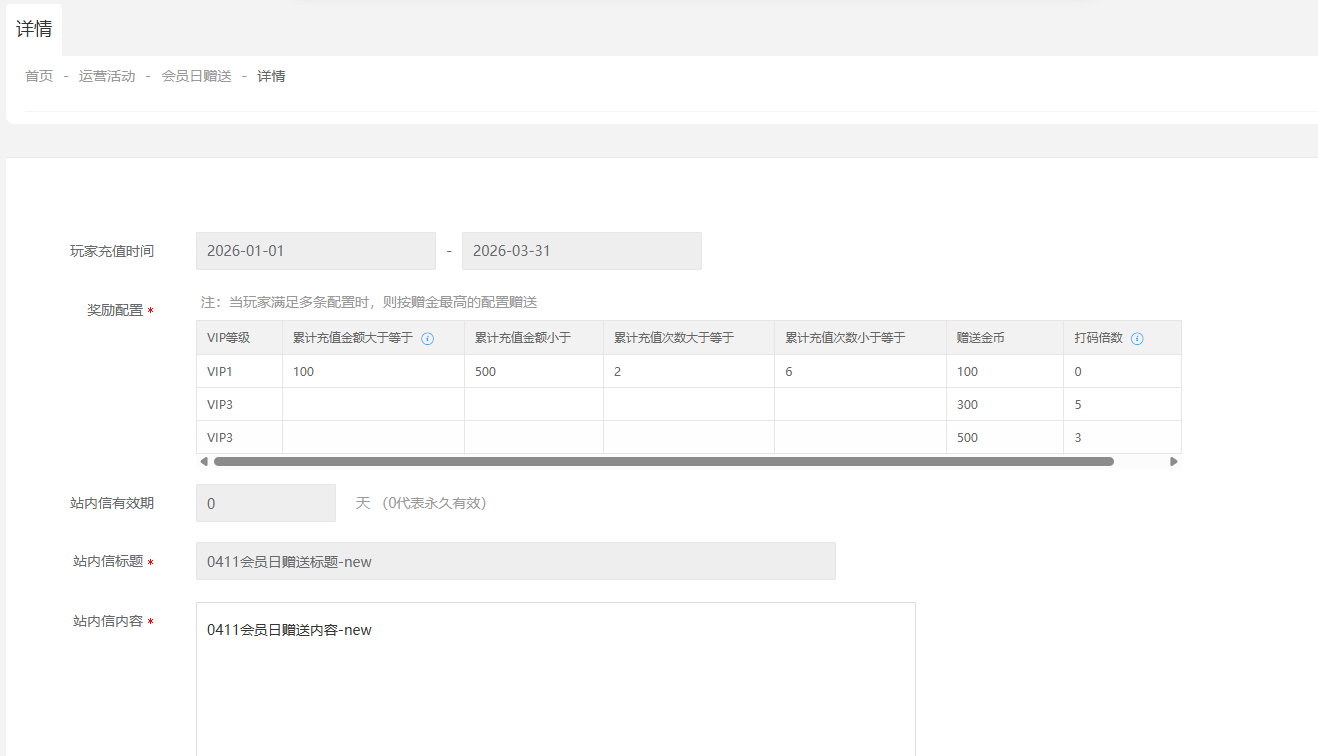 详情
首页 - 运营活动 - 会员日赠送 - 详情
玩家充值时间 2026-01-01 - 2026-03-31
奖励配置 * 注：当玩家满足多条配置时，则按赠金最高的配置赠送
VIP等级 累计充值金额大于等于 累计充值金额小于 累计充值次数大于等于 累计充值次数小于等于 赠送金币 打码倍数
VIP1 100 500 2 6 100 0
VIP3 300 5
VIP3 500 3
站内信有效期 0 天 （0代表永久有效）
站内信标题 * 0411会员日赠送标题-new
站内信内容 * 0411会员日赠送内容-new